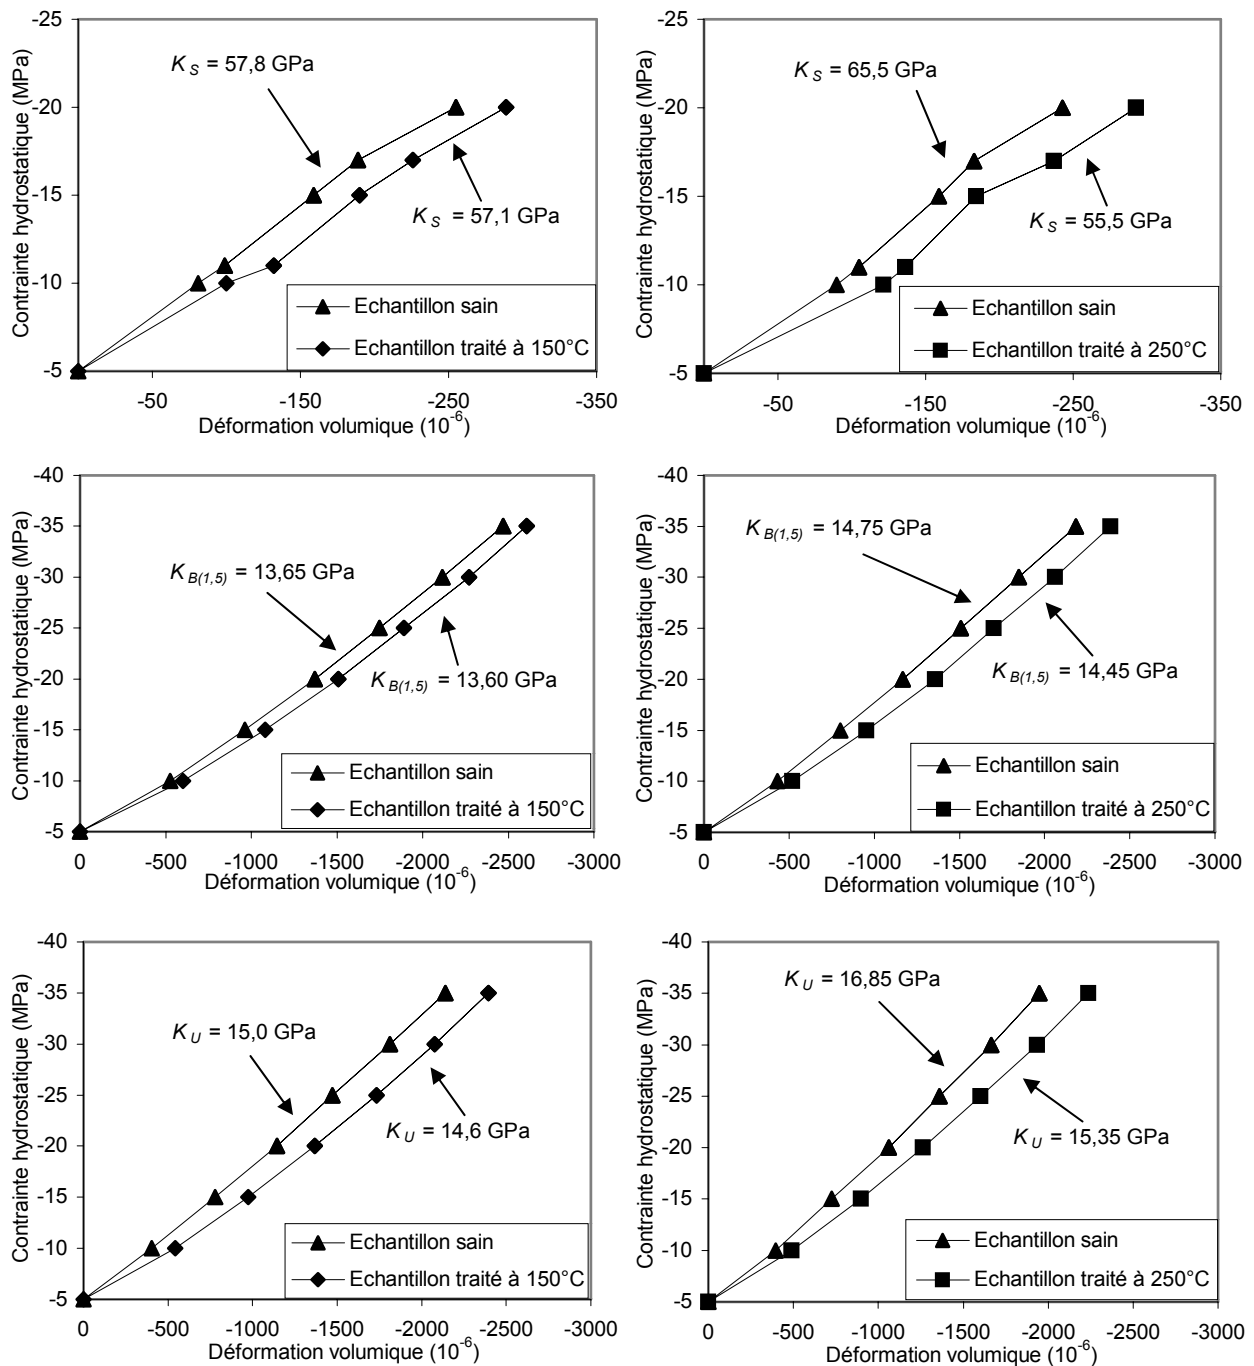 -25
-20
-15
-10
-5
Contrainte hydrostatique (MPa)
K S = 57,8 GPa
K S = 57,1 GPa
Echantillon sain
Echantillon traité à 150°C
-50 -150 -250 -350
Déformation volumique (10-6)
-25
-20
-15
-10
-5
Contrainte hydrostatique (MPa)
K S = 65,5 GPa
K S = 55,5 GPa
Echantillon sain
Echantillon traité à 250°C
-50 -150 -250 -350
Déformation volumique (10-6)
-40
-35
-30
-25
-20
-15
-10
-5
Contrainte hydrostatique (MPa)
K B(1,5) = 13,65 GPa
K B(1,5) = 13,60 GPa
Echantillon sain
Echantillon traité à 150°C
0 -500 -1000 -1500 -2000 -2500 -3000
Déformation volumique (10-6)
-40
-35
-30
-25
-20
-15
-10
-5
Contrainte hydrostatique (MPa)
K B(1,5) = 14,75 GPa
K B(1,5) = 14,45 GPa
Echantillon sain
Echantillon traité à 250°C
0 -500 -1000 -1500 -2000 -2500 -3000
Déformation volumique (10-6)
-40
-35
-30
-25
-20
-15
-10
-5
Contrainte hydrostatique (MPa)
K U = 15,0 GPa
K U = 14,6 GPa
Echantillon sain
Echantillon traité à 150°C
0 -500 -1000 -1500 -2000 -2500 -3000
Déformation volumique (10-6)
-40
-35
-30
-25
-20
-15
-10
-5
Contrainte hydrostatique (MPa)
K U = 16,85 GPa
K U = 15,35 GPa
Echantillon sain
Echantillon traité à 250°C
0 -500 -1000 -1500 -2000 -2500 -3000
Déformation volumique (10-6)